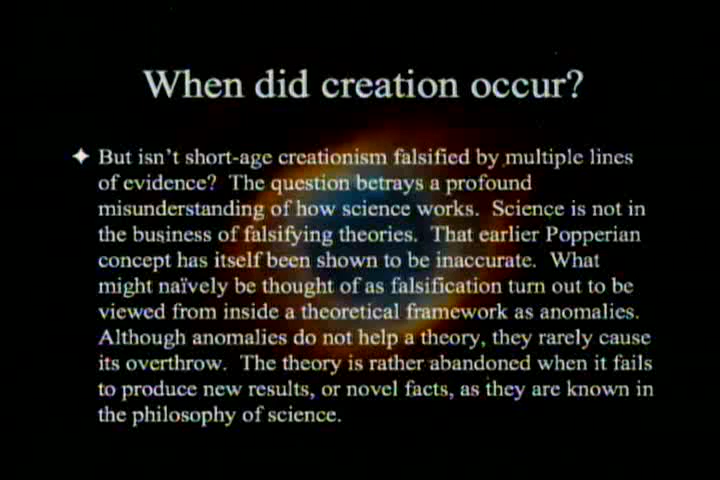 When did creation occur?
But isn't short-age creationism falsified by multiple lines
of evidence? The question betrays a profound
misunderstanding of how science works. Science is not in
the business of falsifying theories. That earlier Popperian
concept has itself been shown to be inaccurate. What
might naïvely be thought of as falsification turn out to be
viewed from inside a theoretical framework as anomalies.
Although anomalies do not help a theory, they rarely cause
its overthrow. The theory is rather abandoned when it fails
to produce new results, or novel facts, as they are known in
the philosophy of science.